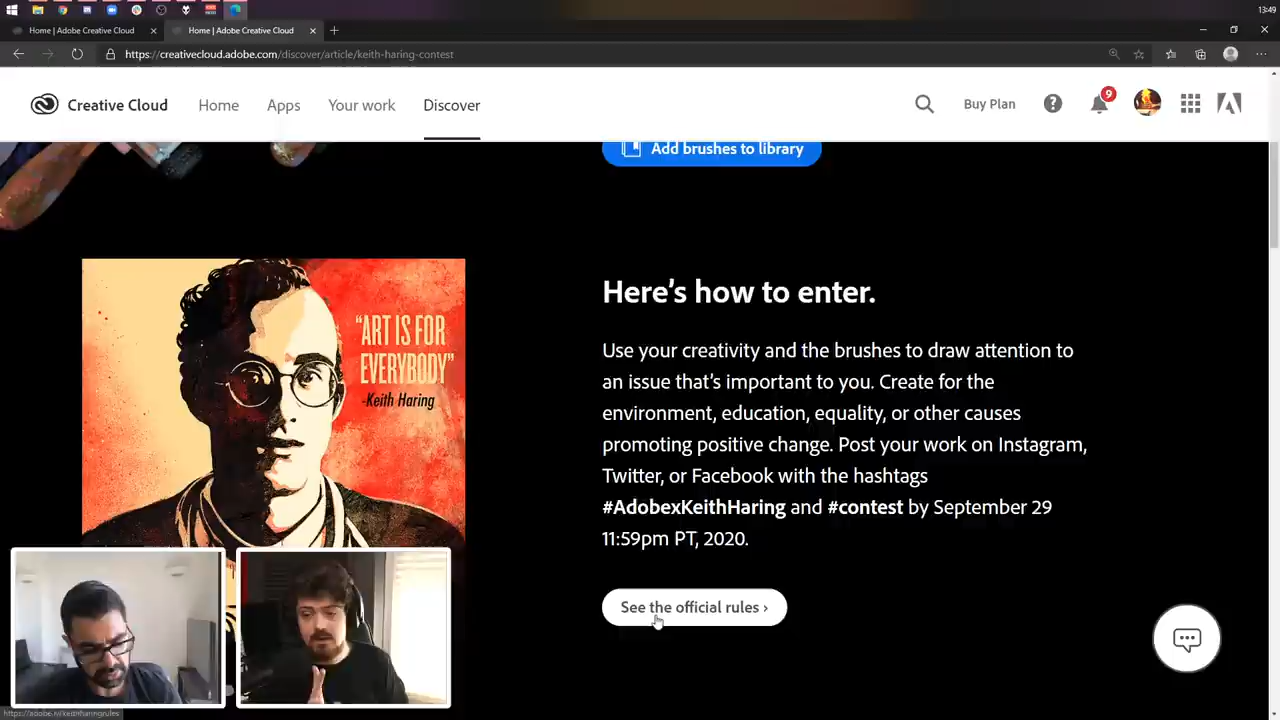 13:49
Home | Adobe Creative Cloud
Home | Adobe Creative Cloud
https://creativecloud.adobe.com/discover/article/keith-haring-contest
Creative Cloud
Home
Apps
Your work
Discover
Buy Plan
9
Add brushes to library
"ART IS FOR
EVERYBODY"
-Keith Haring
Here's how to enter.
Use your creativity and the brushes to draw attention to
an issue that's important to you. Create for the
environment, education, equality, or other causes
promoting positive change. Post your work on Instagram,
Twitter, or Facebook with the hashtags
#AdobexKeithHaring and #contest by September 29
11:59pm PT, 2020.
See the official rules ›
https://adobe.ly/keithharingrules